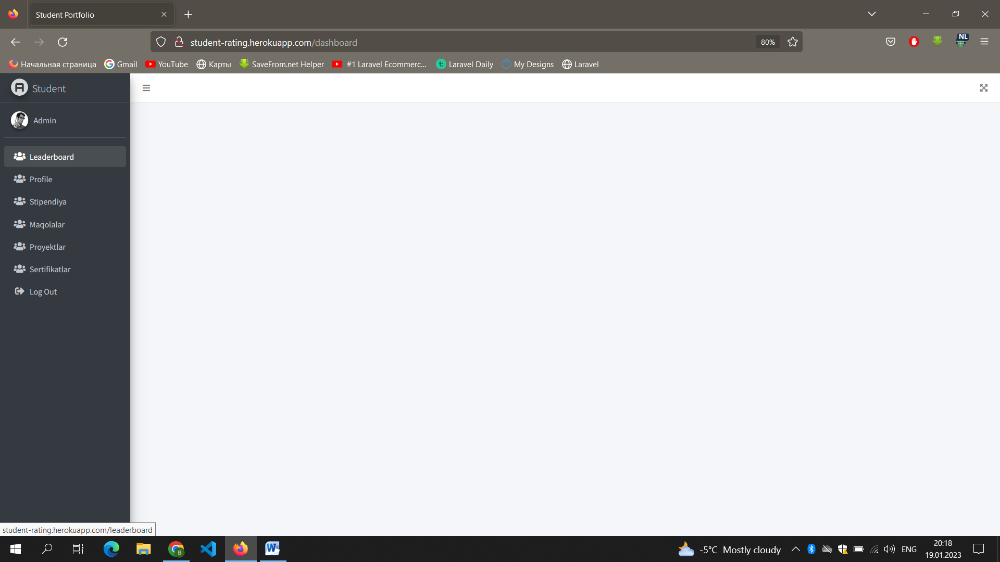 Student Portfolio
student-rating.herokuapp.com/dashboard
80%
NL
Начальная страница
Gmail
YouTube
Карты
SaveFrom.net Helper
#1 Laravel Ecommerc...
t:
Laravel Daily
My Designs
Laravel
A
Student
Admin
Leaderboard
Profile
Stipendiya
Maqolalar
Proyektlar
Sertifikatlar
Log Out
student-rating.herokuapp.com/leaderboard
B
W
-5°C Mostly cloudy
ENG
20:18
19.01.2023